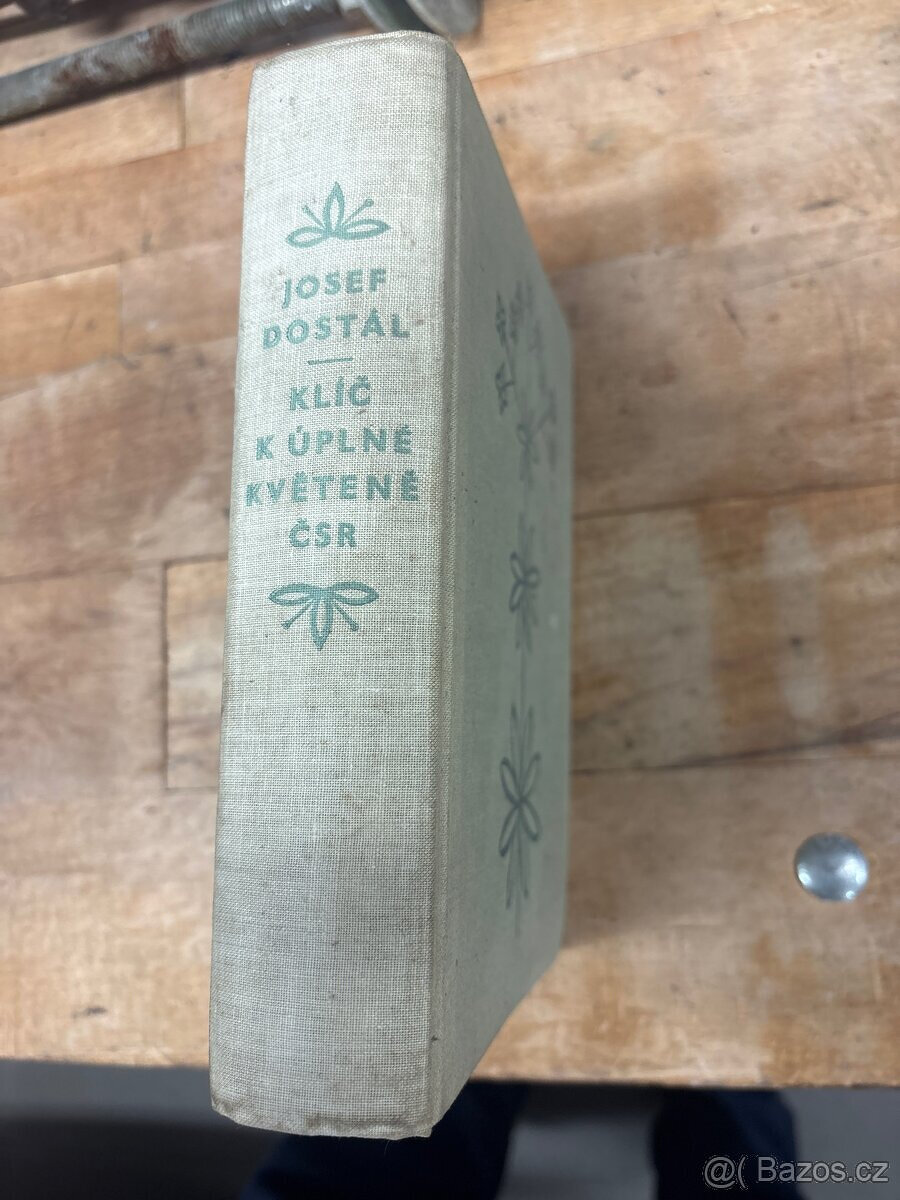 JOSEF
DOSTÁL
KLÍČ
K ÚPLNÉ
KVĚTENĚ
ČSR
@( Bazos.cz